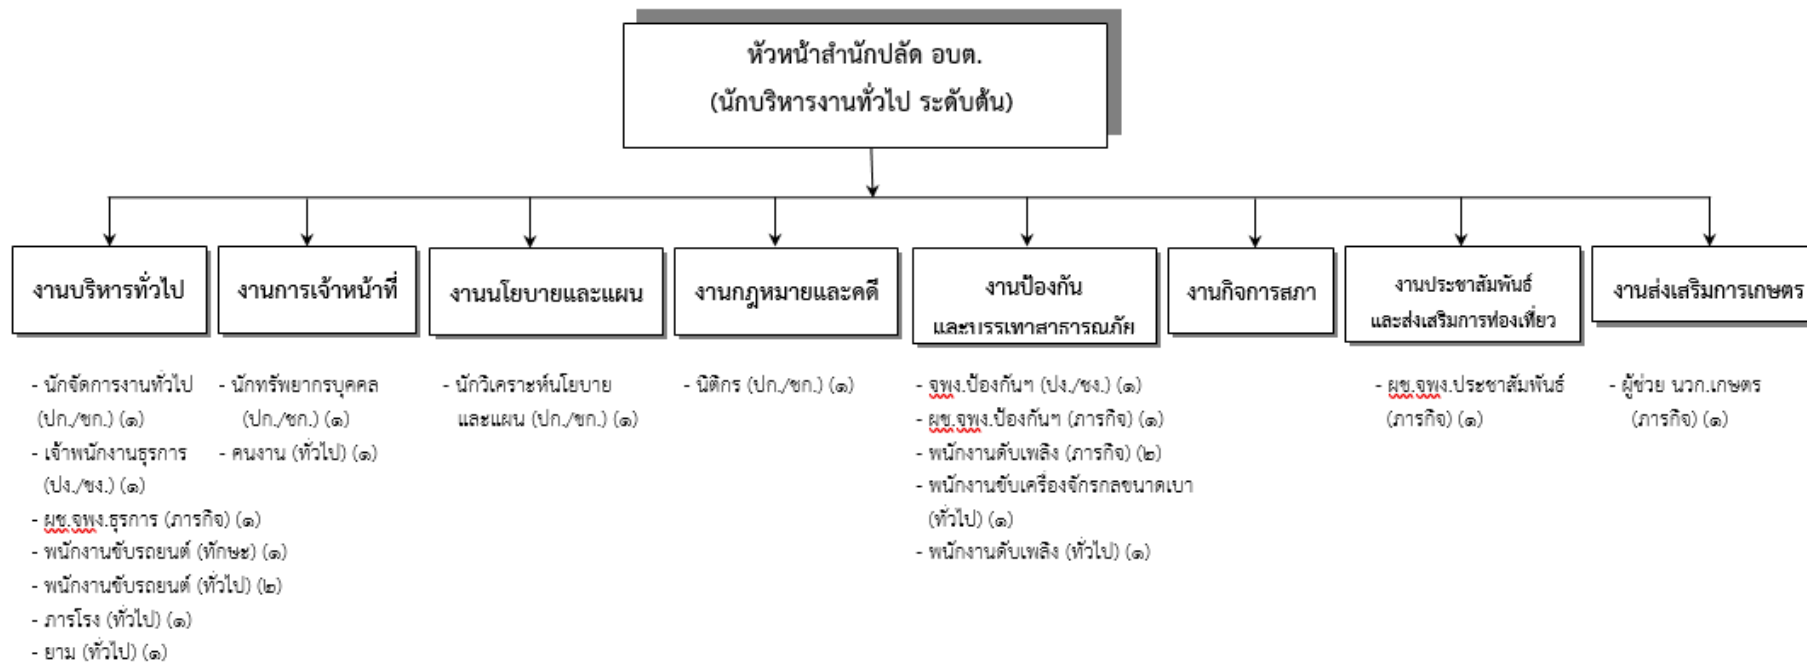 หัวหน้าสำนักปลัด อบต.
(นักบริหารงานทั่วไป ระดับต้น)
งานบริหารทั่วไป
- นักจัดการงานทั่วไป
(ปก./ชก.) (๑)
- เจ้าพนักงานธุรการ
(ปง./ชง.) (๑)
- ผช.จพง.ธุรการ (ภารกิจ) (๑)
- พนักงานขับรถยนต์ (ทักษะ) (๑)
- พนักงานขับรถยนต์ (ทั่วไป) (๒)
- ภารโรง (ทั่วไป) (๑)
- ยาม (ทั่วไป) (๑)
งานการเจ้าหน้าที่
- นักทรัพยากรบุคคล
(ปก./ชก.) (๑)
- คนงาน (ทั่วไป) (๑)
งานนโยบายและแผน
- นักวิเคราะห์นโยบาย
และแผน (ปก./ชก.) (๑)
งานกฎหมายและคดี
- นิติกร (ปก./ชก.) (๑)
งานป้องกัน
และบรรเทาสาธารณภัย
- จพง.ป้องกันฯ (ปง./ชง.) (๑)
- ผช.จพง.ป้องกันฯ (ภารกิจ) (๑)
- พนักงานดับเพลิง (ภารกิจ) (๒)
- พนักงานขับเครื่องจักรกลขนาดเบา
(ทั่วไป) (๑)
- พนักงานดับเพลิง (ทั่วไป) (๑)
งานกิจการสภา
งานประชาสัมพันธ์
และส่งเสริมการท่องเที่ยว
- ผช.จพง.ประชาสัมพันธ์
(ภารกิจ) (๑)
งานส่งเสริมการเกษตร
- ผู้ช่วย นวก.เกษตร
(ภารกิจ) (๑)